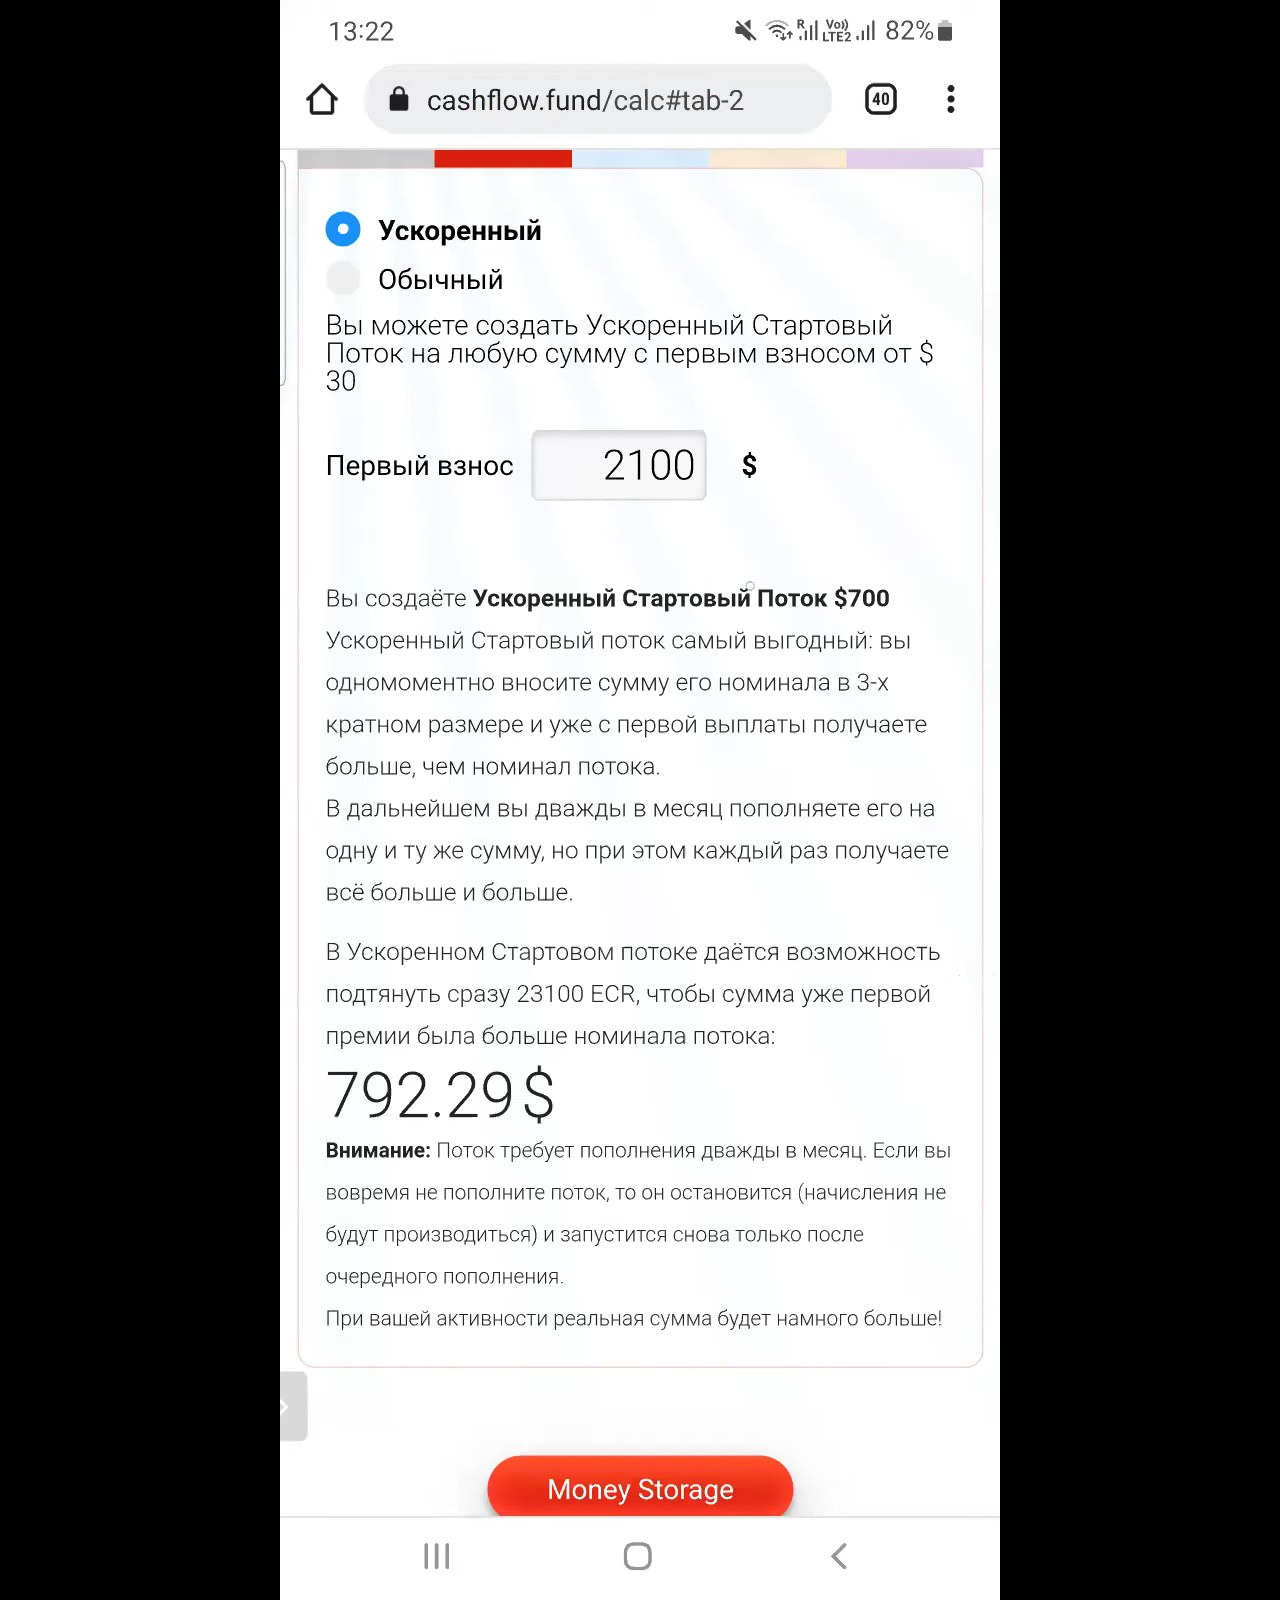 13:22
R Vo)) LTE2 82%
cashflow.fund/calc#tab-2
40
Ускоренный
Обычный
Вы можете создать Ускоренный Стартовый
Поток на любую сумму с первым взносом от $
30
Первый взнос 2100 $
Вы создаёте Ускоренный Стартовый Поток $700
Ускоренный Стартовый поток самый выгодный: вы
одномоментно вносите сумму его номинала в 3-х
кратном размере и уже с первой выплаты получаете
больше, чем номинал потока.
В дальнейшем вы дважды в месяц пополняете его на
одну и ту же сумму, но при этом каждый раз получаете
всё больше и больше.
В Ускоренном Стартовом потоке даётся возможность
подтянуть сразу 23100 ECR, чтобы сумма уже первой
премии была больше номинала потока:
792.29$
Внимание: Поток требует пополнения дважды в месяц. Если вы
вовремя не пополните поток, то он остановится (начисления не
будут производиться) и запустится снова только после
очередного пополнения.
При вашей активности реальная сумма будет намного больше!
Money Storage